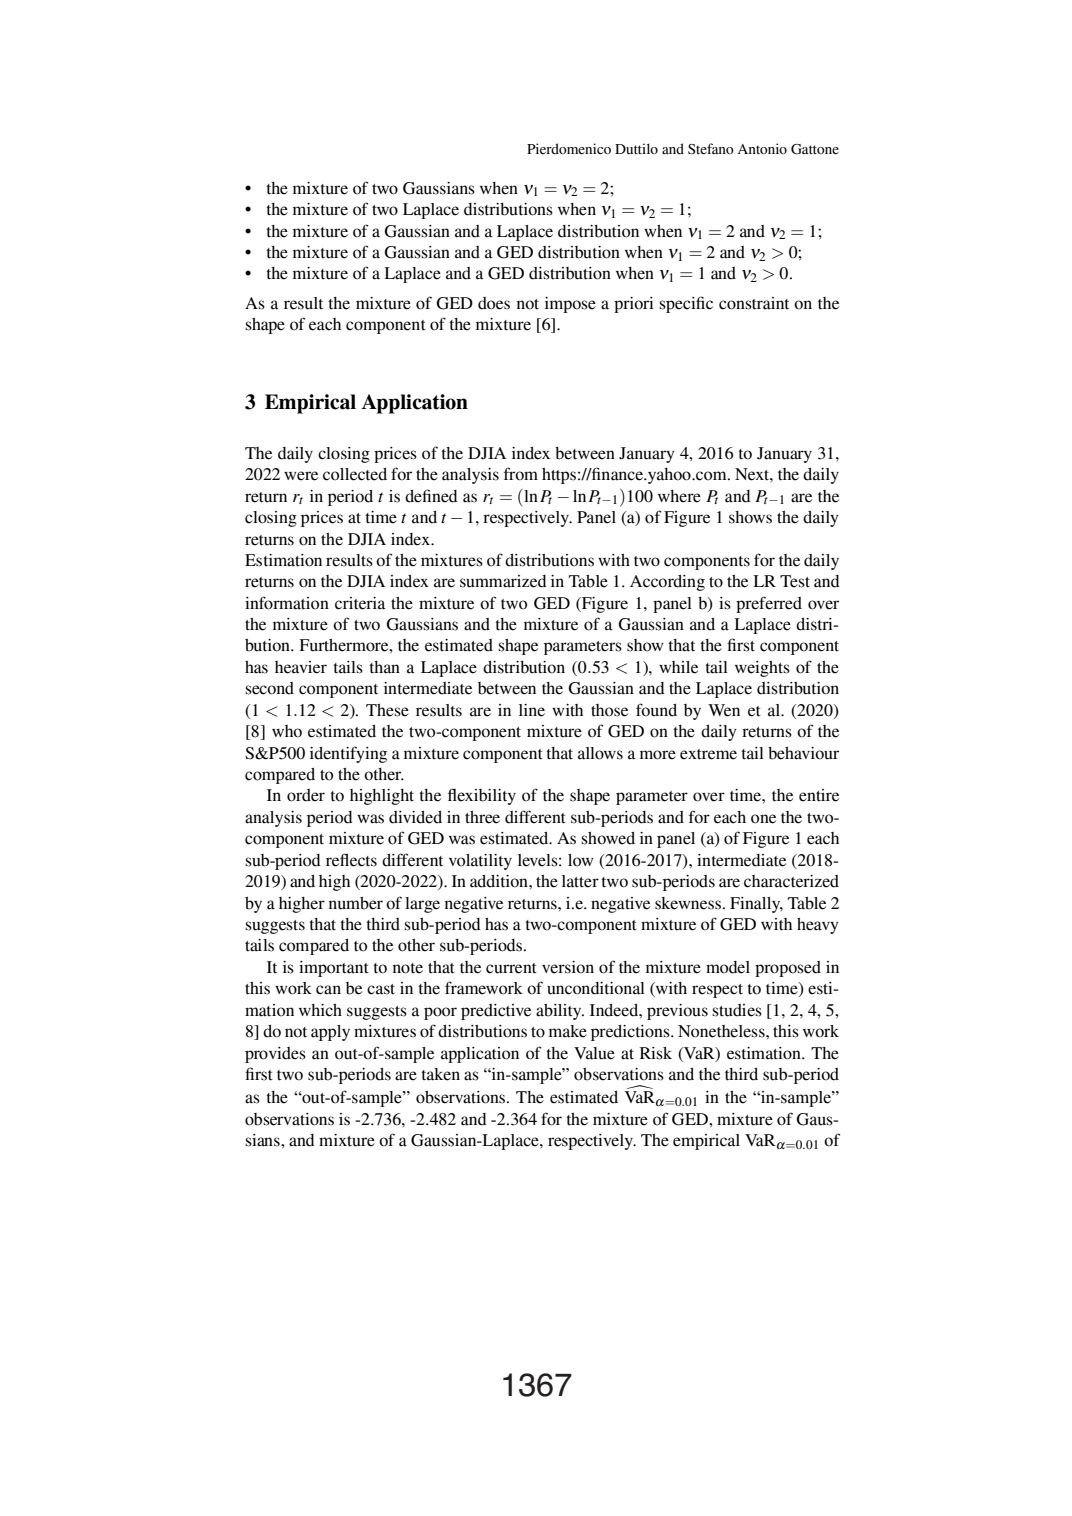 Pierdomenico Duttilo and Stefano Antonio Gattone
• the mixture of two Gaussians when ν₁ = ν₂ = 2;
• the mixture of two Laplace distributions when ν₁ = ν₂ = 1;
• the mixture of a Gaussian and a Laplace distribution when ν₁ = 2 and ν₂ = 1;
• the mixture of a Gaussian and a GED distribution when ν₁ = 2 and ν₂ > 0;
• the mixture of a Laplace and a GED distribution when ν₁ = 1 and ν₂ > 0.
As a result the mixture of GED does not impose a priori specific constraint on the
shape of each component of the mixture [6].
3 Empirical Application
The daily closing prices of the DJIA index between January 4, 2016 to January 31,
2022 were collected for the analysis from https://finance.yahoo.com. Next, the daily
return rₜ in period t is defined as rₜ = (ln Pₜ − ln Pₜ₋₁)100 where Pₜ and Pₜ₋₁ are the
closing prices at time t and t − 1, respectively. Panel (a) of Figure 1 shows the daily
returns on the DJIA index.
Estimation results of the mixtures of distributions with two components for the daily
returns on the DJIA index are summarized in Table 1. According to the LR Test and
information criteria the mixture of two GED (Figure 1, panel b) is preferred over
the mixture of two Gaussians and the mixture of a Gaussian and a Laplace distri-
bution. Furthermore, the estimated shape parameters show that the first component
has heavier tails than a Laplace distribution (0.53 < 1), while tail weights of the
second component intermediate between the Gaussian and the Laplace distribution
(1 < 1.12 < 2). These results are in line with those found by Wen et al. (2020)
[8] who estimated the two-component mixture of GED on the daily returns of the
S&P500 identifying a mixture component that allows a more extreme tail behaviour
compared to the other.
In order to highlight the flexibility of the shape parameter over time, the entire
analysis period was divided in three different sub-periods and for each one the two-
component mixture of GED was estimated. As showed in panel (a) of Figure 1 each
sub-period reflects different volatility levels: low (2016-2017), intermediate (2018-
2019) and high (2020-2022). In addition, the latter two sub-periods are characterized
by a higher number of large negative returns, i.e. negative skewness. Finally, Table 2
suggests that the third sub-period has a two-component mixture of GED with heavy
tails compared to the other sub-periods.
It is important to note that the current version of the mixture model proposed in
this work can be cast in the framework of unconditional (with respect to time) esti-
mation which suggests a poor predictive ability. Indeed, previous studies [1, 2, 4, 5,
8] do not apply mixtures of distributions to make predictions. Nonetheless, this work
provides an out-of-sample application of the Value at Risk (VaR) estimation. The
first two sub-periods are taken as “in-sample” observations and the third sub-period
as the “out-of-sample” observations. The estimated V̂aR α=0.01 in the “in-sample”
observations is -2.736, -2.482 and -2.364 for the mixture of GED, mixture of Gaus-
sians, and mixture of a Gaussian-Laplace, respectively. The empirical VaR α=0.01 of
1367